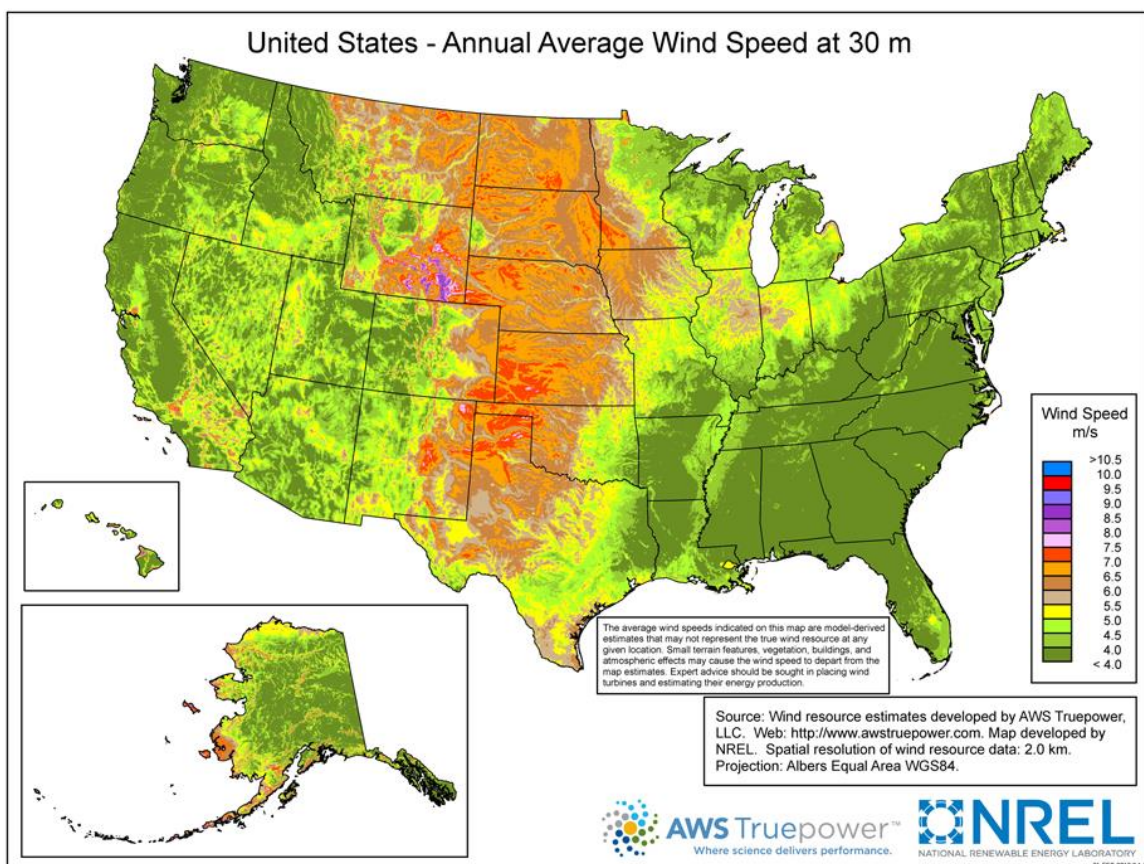 United States - Annual Average Wind Speed at 30 m
Wind Speed
m/s
>10.5
10.0
9.5
9.0
8.5
8.0
7.5
7.0
6.5
6.0
5.5
5.0
4.5
4.0
< 4.0
The average wind speeds indicated on this map are model-derived
estimates that may not represent the true wind resource at any
given location. Small terrain features, vegetation, buildings, and
atmospheric effects may cause the wind speed to depart from the
map estimates. Expert advice should be sought in placing wind
turbines and estimating their energy production.
Source: Wind resource estimates developed by AWS Truepower,
LLC. Web: http://www.awstruepower.com. Map developed by
NREL. Spatial resolution of wind resource data: 2.0 km.
Projection: Albers Equal Area WGS84.
AWS Truepower™
Where science delivers performance.
NREL
NATIONAL RENEWABLE ENERGY LABORATORY